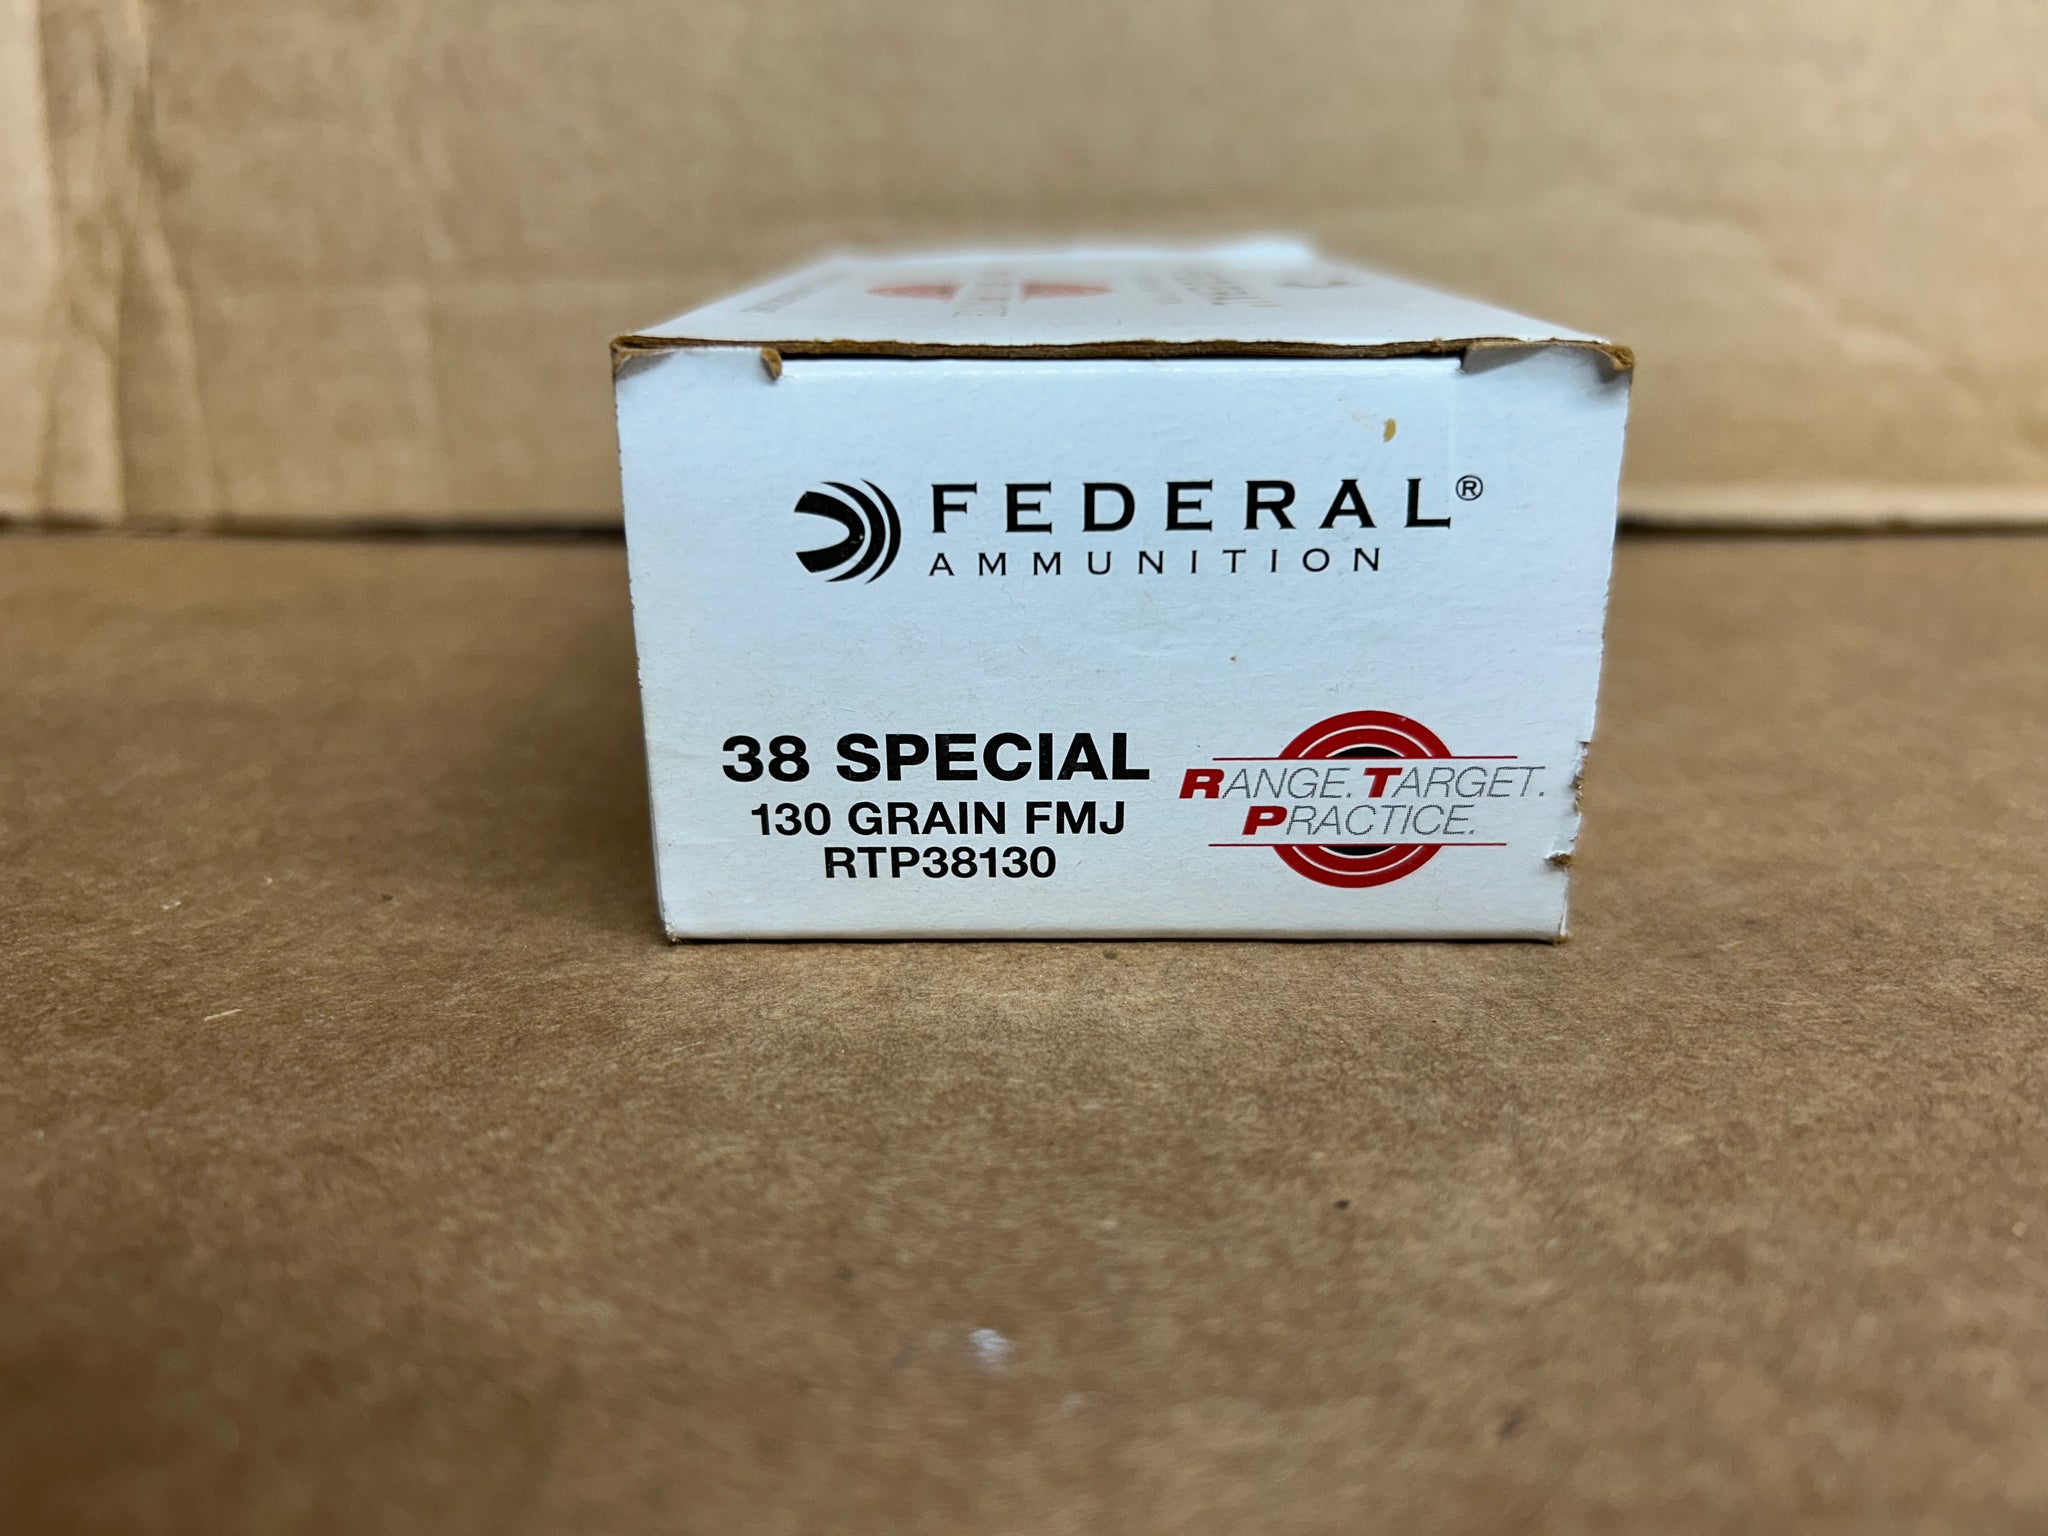 FEDERAL®
AMMUNITION
38 SPECIAL
130 GRAIN FMJ
RTP38130
RANGE. TARGET.
PRACTICE.